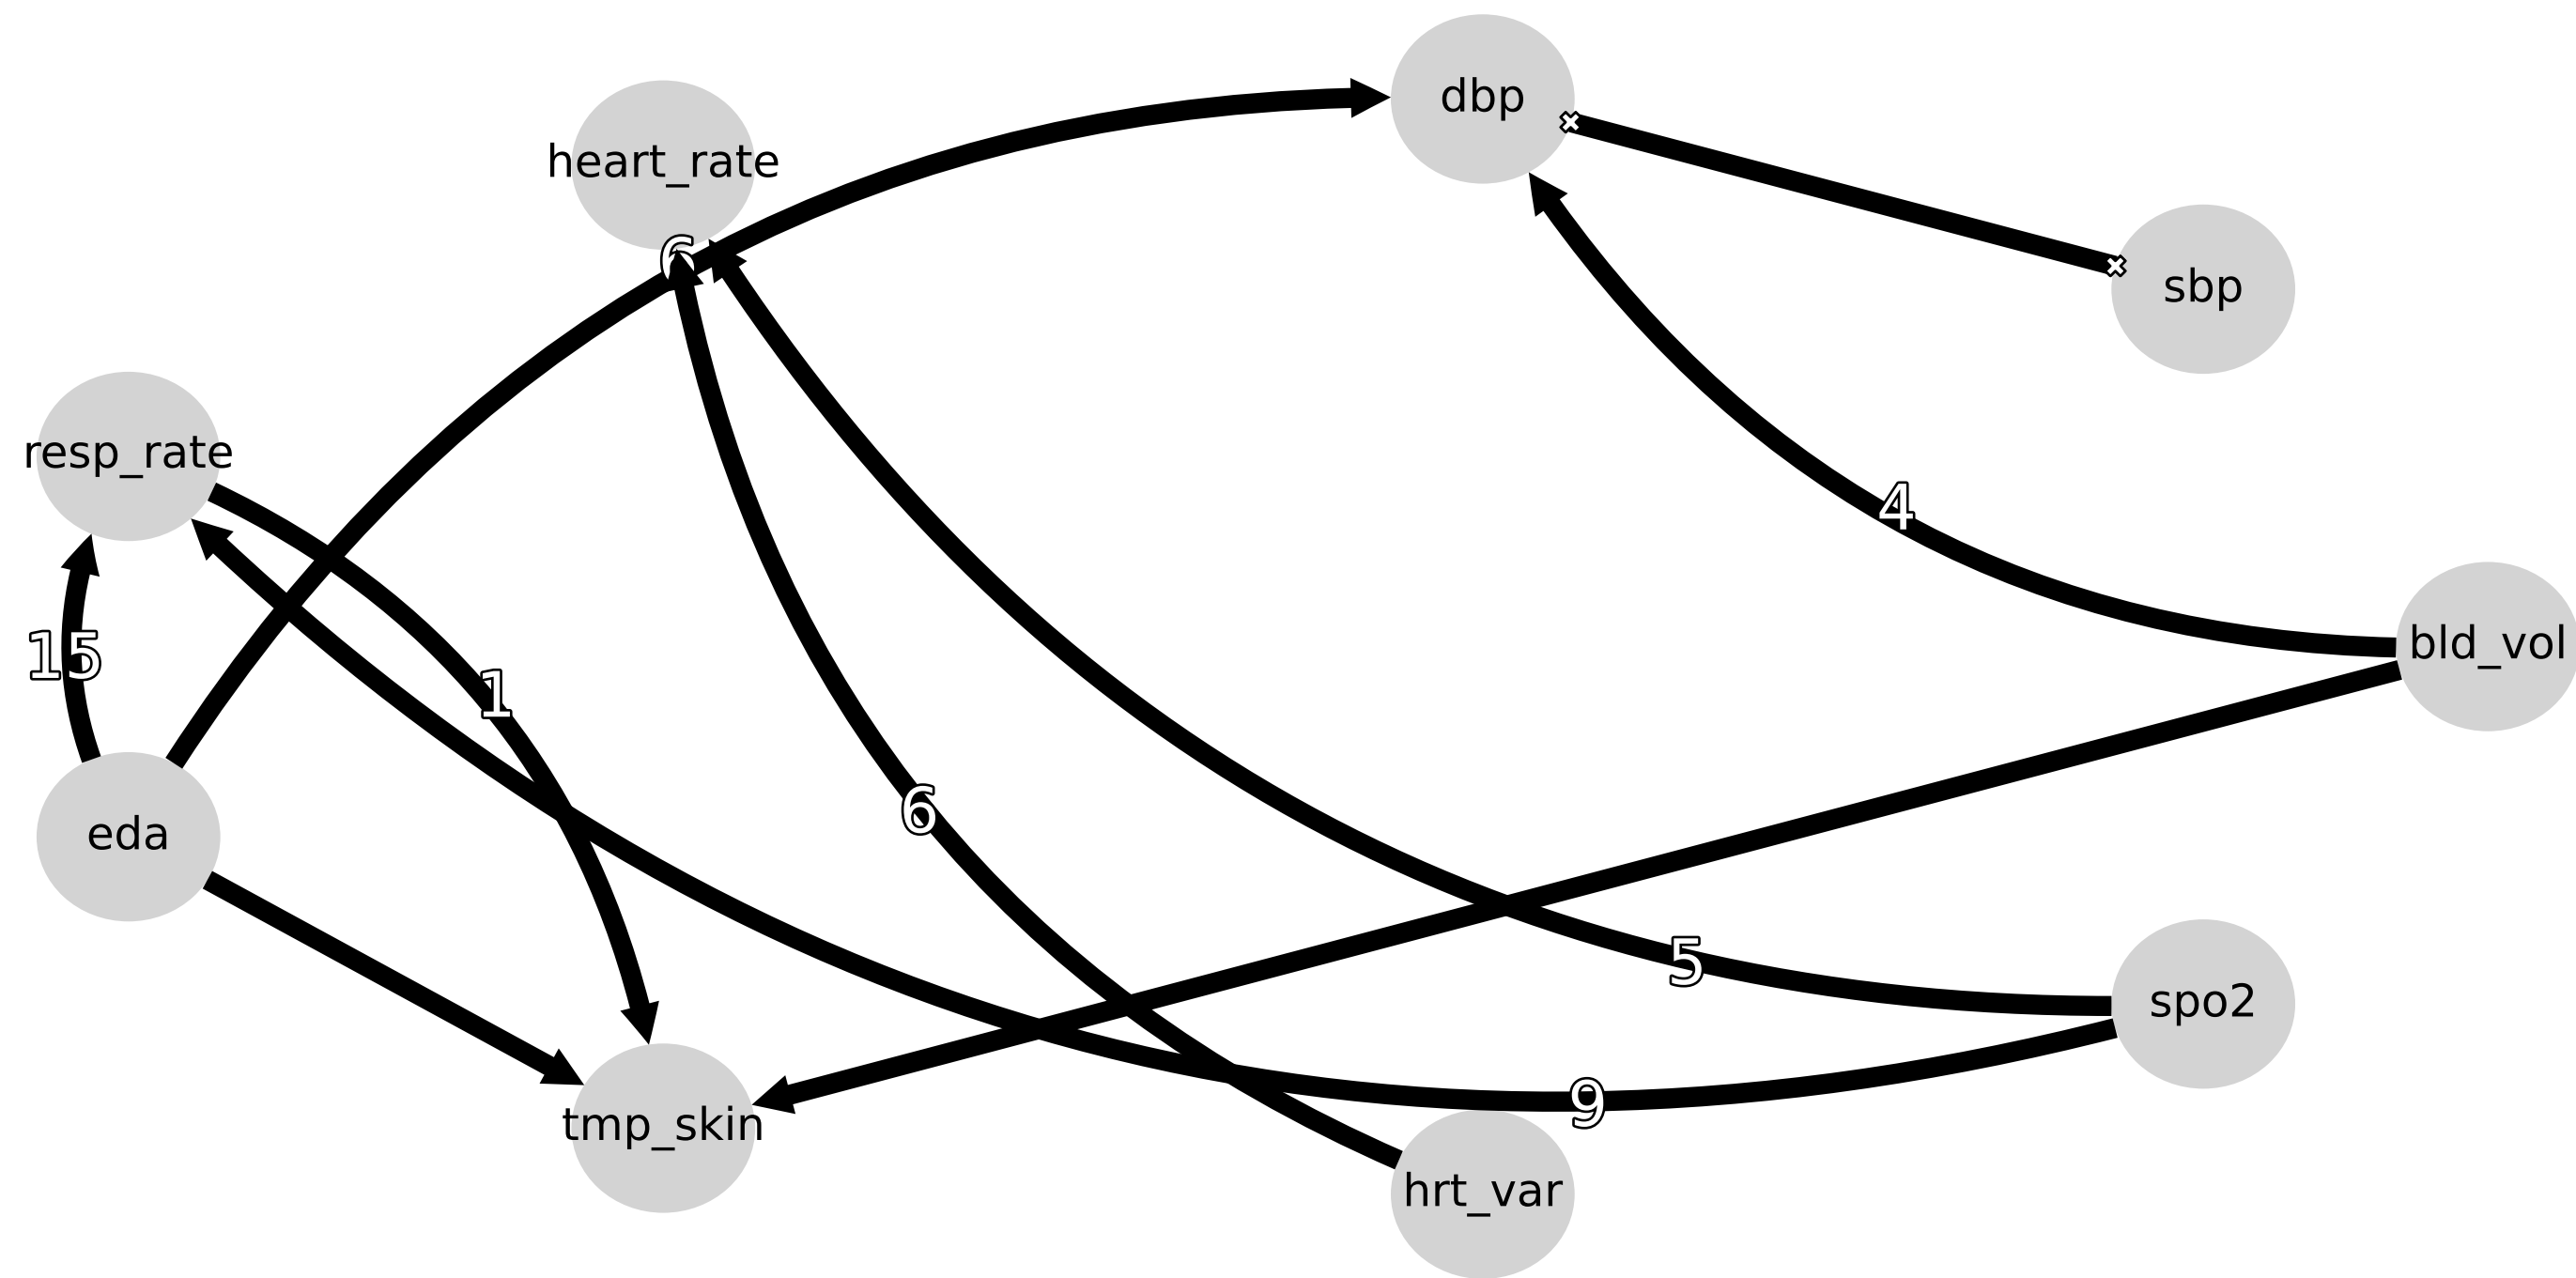 dbp
heart_rate
6
sbp
resp_rate
4
bld_vol
15
1
6
eda
5
spo2
9
tmp_skin
hrt_var